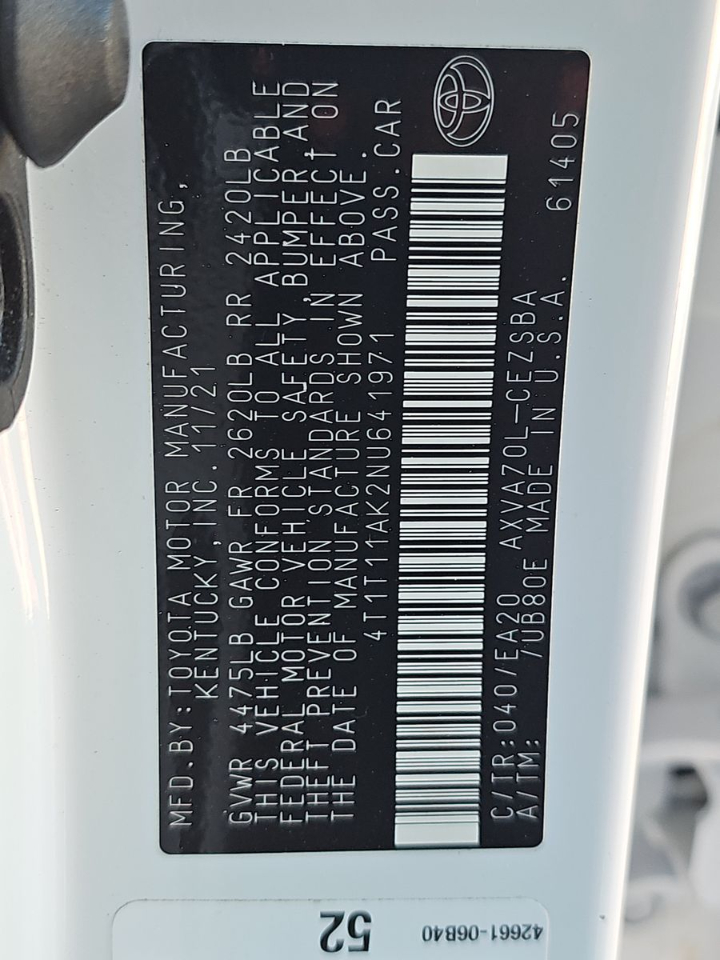 MFD.BY:TOYOTA MOTOR MANUFACTURING,
KENTUCKY,INC.11/21
GVWR 4475LB GAWR FR 2620LB RR 2420LB
THIS VEHICLE CONFORMS TO ALL APPLICABLE
FEDERAL MOTOR VEHICLE SAFETY,BUMPER,AND
THEFT PREVENTION STANDARDS IN EFFECT ON
THE DATE OF MANUFACTURE SHOWN ABOVE.
4T1T11AK2NU641971 PASS.CAR
C/TR:040/EA20 AXVA70L-CEZSBA
A/TM: 7UB80E MADE IN U.S.A. 61405
52
42661-06B40